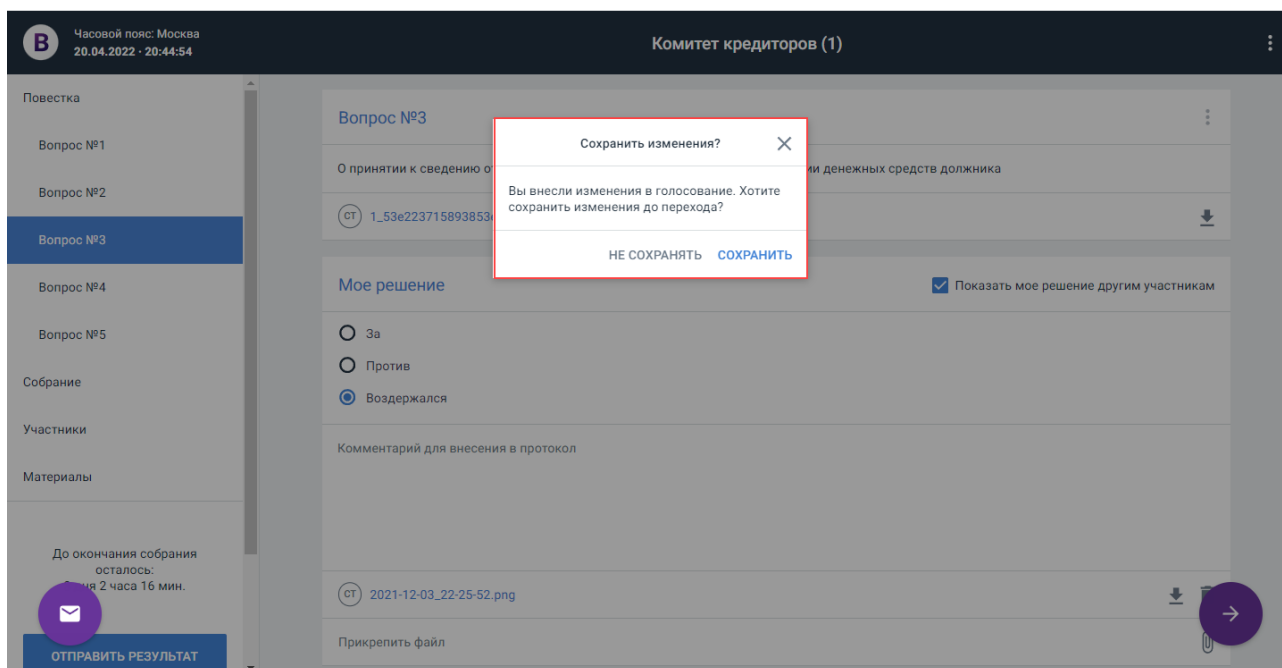 B
Часовой пояс: Москва
20.04.2022 · 20:44:54
Комитет кредиторов (1)
Повестка
Вопрос №1
Вопрос №2
Вопрос №3
Вопрос №4
Вопрос №5
Собрание
Участники
Материалы
До окончания собрания
осталось:
2 часа 16 мин.
ОТПРАВИТЬ РЕЗУЛЬТАТ
Вопрос №3
О принятии к сведению
денежных средств должника
СТ 1_53e223715893853
Сохранить изменения?
Вы внесли изменения в голосование. Хотите
сохранить изменения до перехода?
НЕ СОХРАНЯТЬ СОХРАНИТЬ
Мое решение
Показать мое решение другим участникам
За
Против
Воздержался
Комментарий для внесения в протокол
СТ 2021-12-03_22-25-52.png
Прикрепить файл